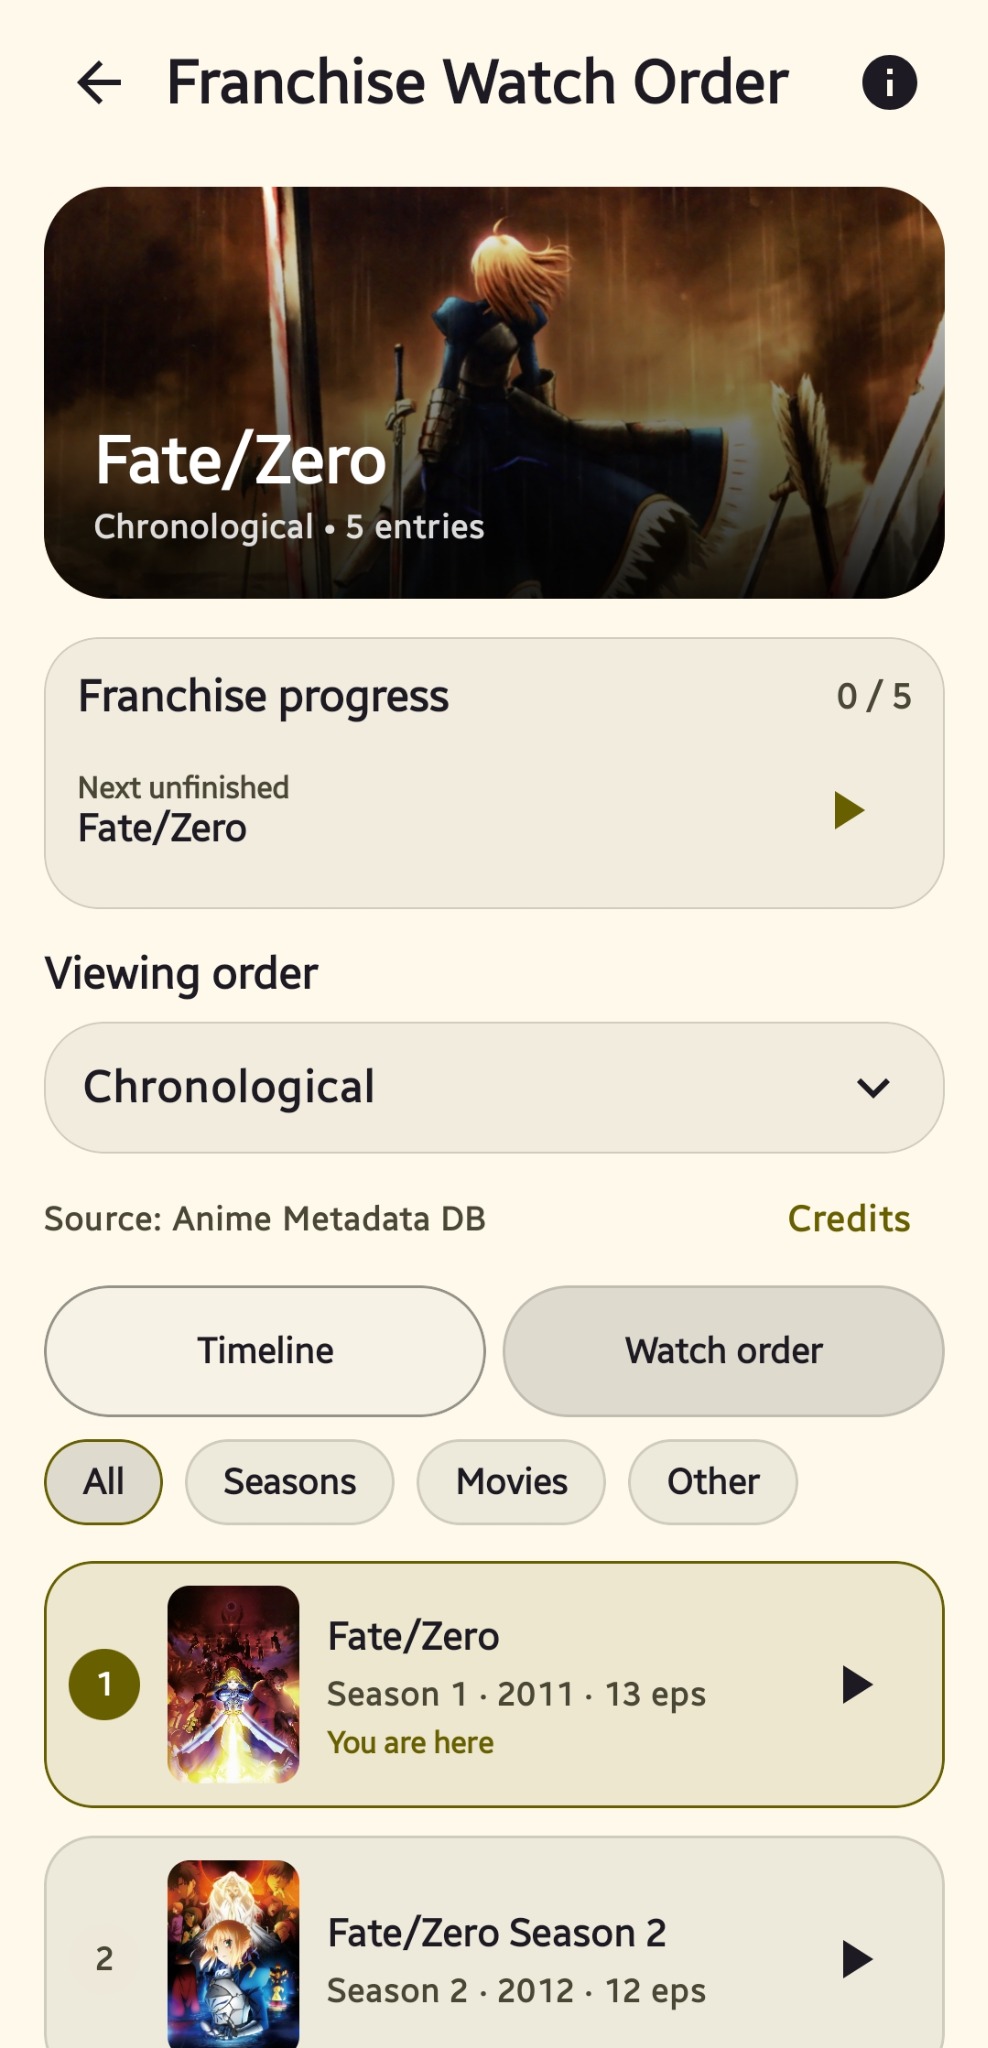 Franchise Watch Order
Fate/Zero
Chronological • 5 entries
Franchise progress
0 / 5
Next unfinished
Fate/Zero
Viewing order
Chronological
Source: Anime Metadata DB
Credits
Timeline
Watch order
All
Seasons
Movies
Other
1
Fate/Zero
Season 1 · 2011 · 13 eps
You are here
2
Fate/Zero Season 2
Season 2 · 2012 · 12 eps